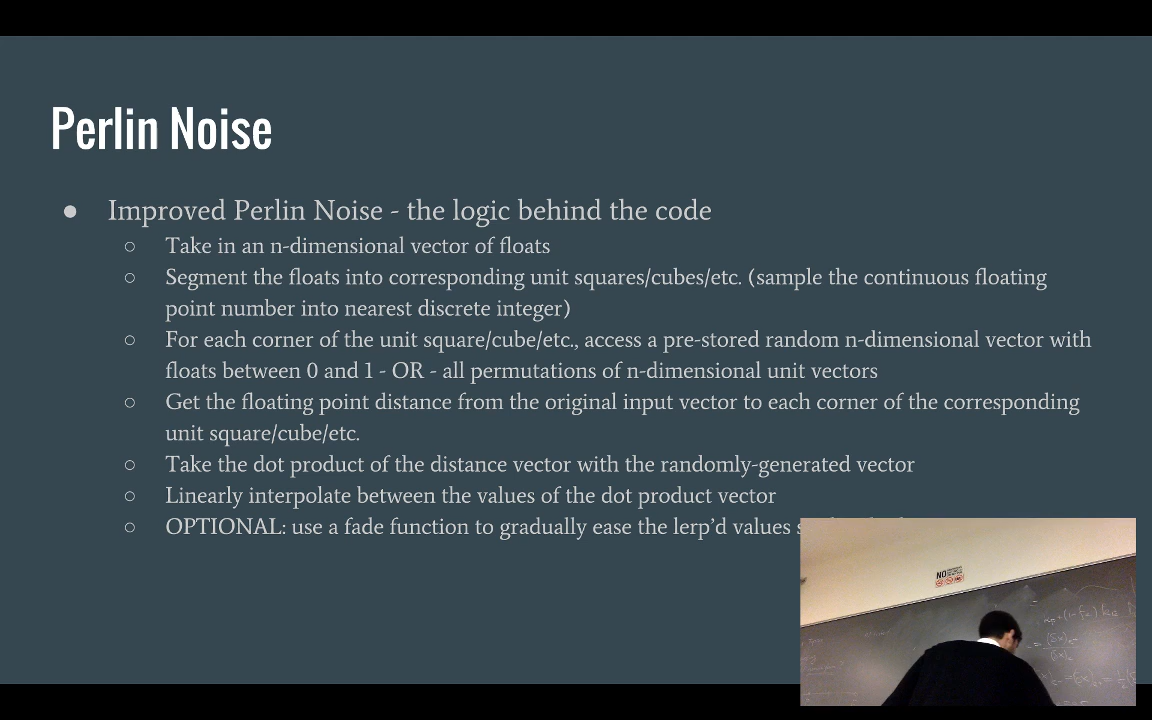 Perlin Noise
● Improved Perlin Noise - the logic behind the code
○ Take in an n-dimensional vector of floats
○ Segment the floats into corresponding unit squares/cubes/etc. (sample the continuous floating
point number into nearest discrete integer)
○ For each corner of the unit square/cube/etc., access a pre-stored random n-dimensional vector with
floats between 0 and 1 - OR - all permutations of n-dimensional unit vectors
○ Get the floating point distance from the original input vector to each corner of the corresponding
unit square/cube/etc.
○ Take the dot product of the distance vector with the randomly-generated vector
○ Linearly interpolate between the values of the dot product vector
○ OPTIONAL: use a fade function to gradually ease the lerp’d values
NO